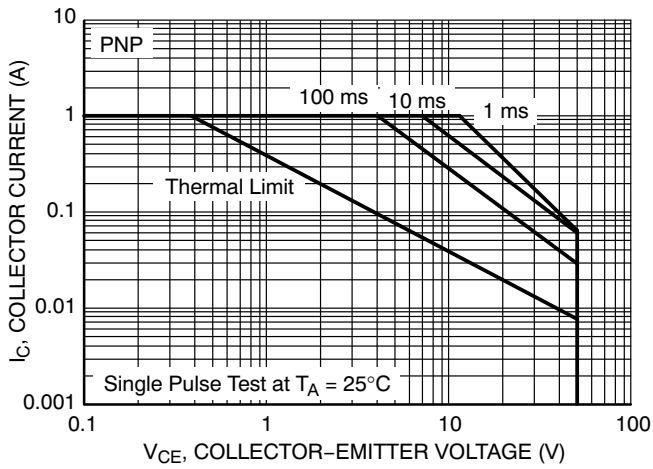 10
PNP
I_C, COLLECTOR CURRENT (A)
100 ms
10 ms
1 ms
1
Thermal Limit
0.1
0.01
Single Pulse Test at T_A = 25°C
0.001
0.1
1
10
100
V_CE, COLLECTOR−EMITTER VOLTAGE (V)